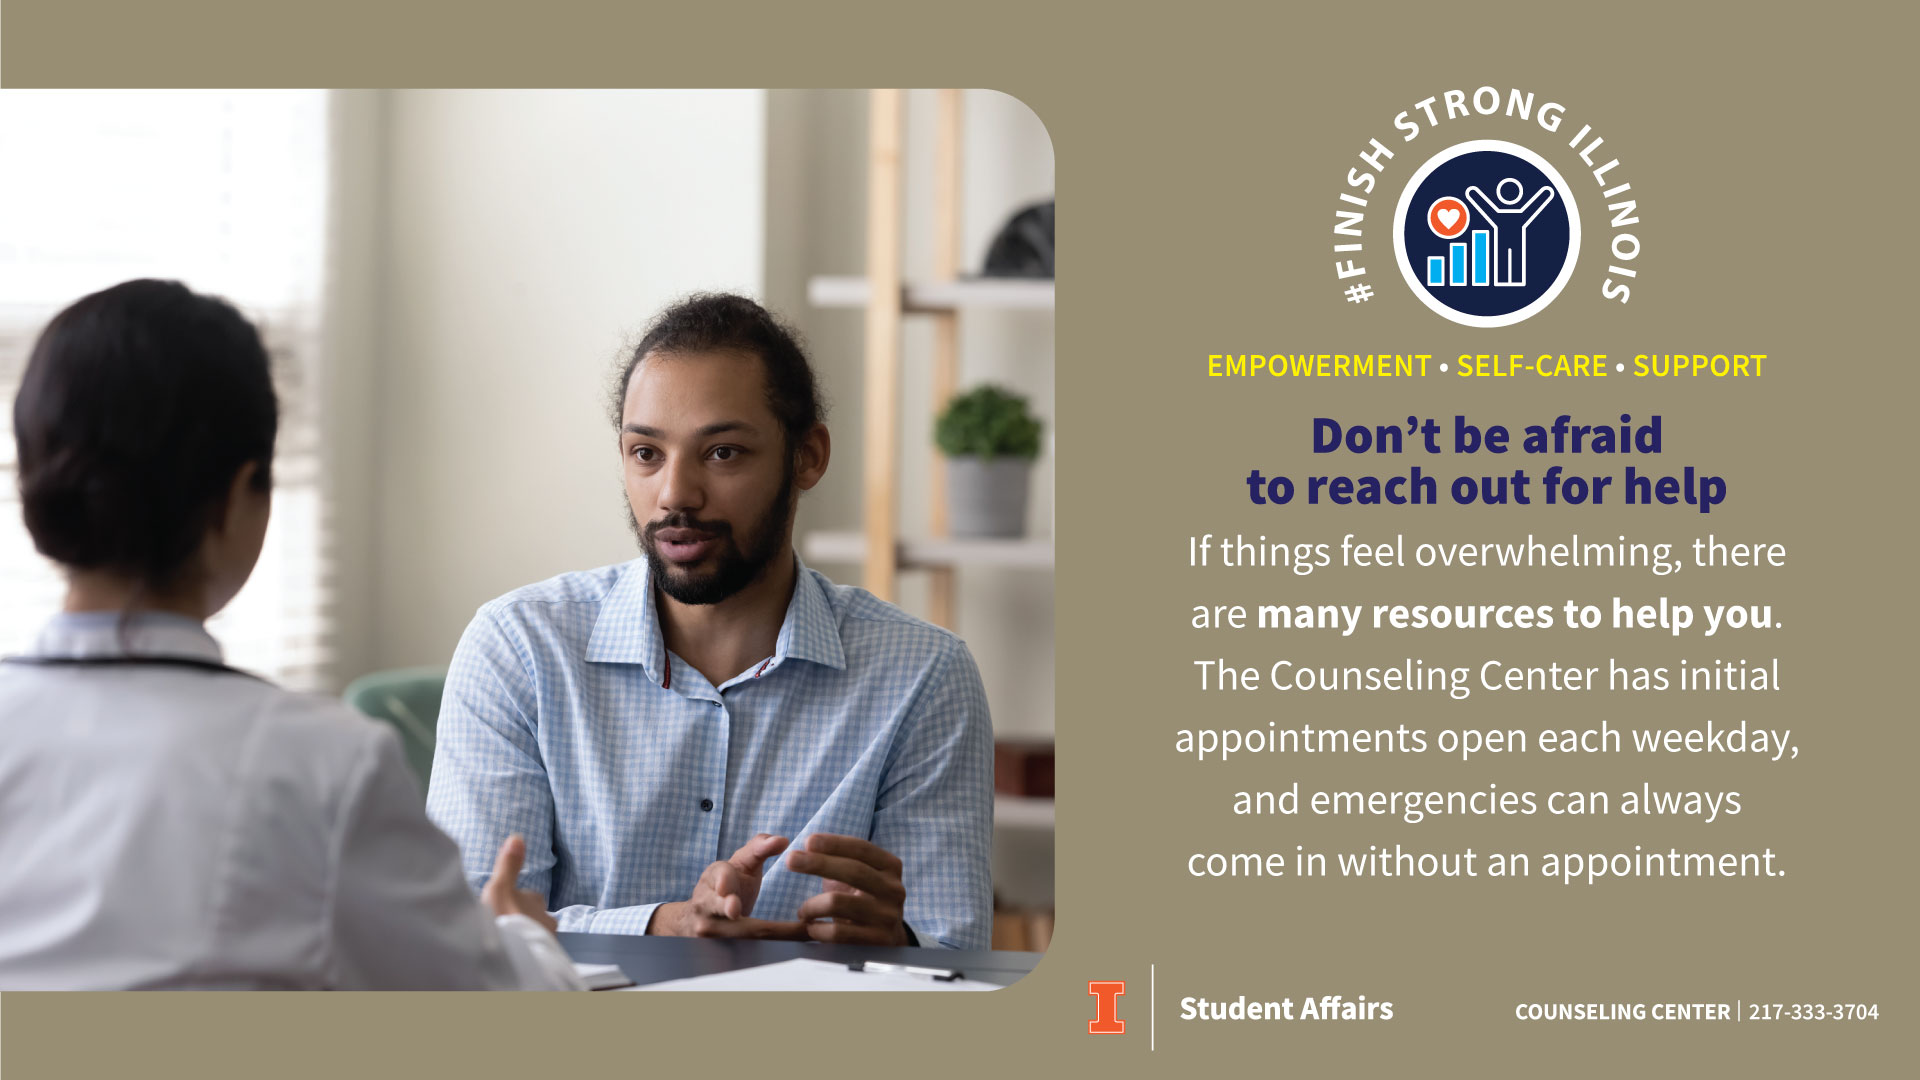 #FINISH STRONG ILLINOIS
EMPOWERMENT • SELF-CARE • SUPPORT
Don’t be afraid
to reach out for help
If things feel overwhelming, there
are many resources to help you.
The Counseling Center has initial
appointments open each weekday,
and emergencies can always
come in without an appointment.
I | Student Affairs
COUNSELING CENTER | 217-333-3704